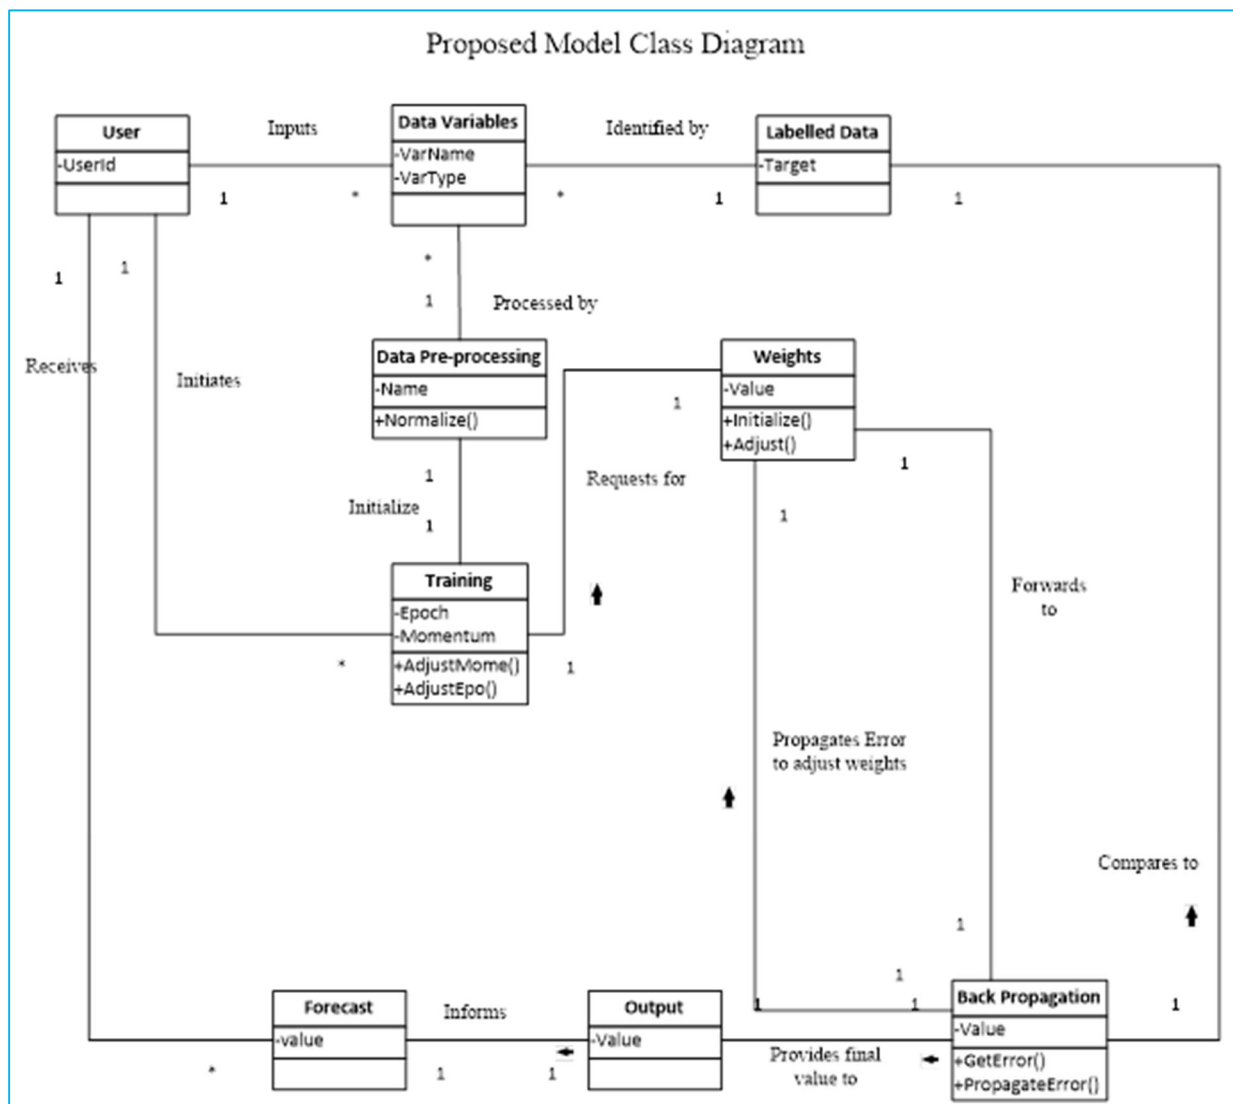 Proposed Model Class Diagram
User
-UserId
Inputs
1
*
Data Variables
-VarName
-VarType
Identified by
*
1
Labelled Data
-Target
1
1
1
*
1
Processed by
Receives
Initiates
Data Pre-processing
-Name
+Normalize()
Weights
-Value
+Initialize()
+Adjust()
1
1
1
Initialize
1
Requests for
1
Training
-Epoch
-Momentum
+AdjustMome()
+AdjustEpo()
*
1
Forwards
to
Propagates Error
to adjust weights
Compares to
1
1
Forecast
-value
*
Informs
1
1
Output
-Value
1
1
Provides final
value to
Back Propagation
-Value
+GetError()
+PropagateError()
1